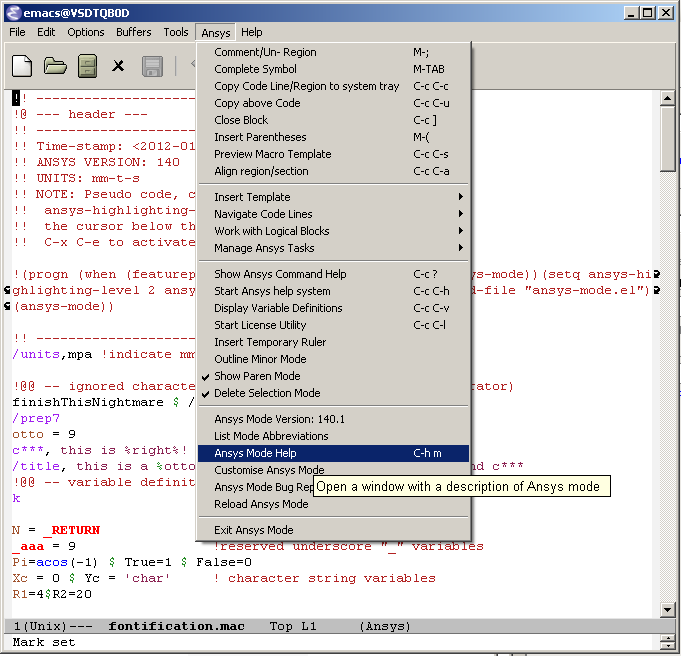 emacs@VSDTQBOD
File Edit Options Buffers Tools Ansys Help
Comment/Un- Region M-;
Complete Symbol M-TAB
Copy Code Line/Region to system tray C-c C-c
Copy above Code C-c C-u
Close Block C-c ]
Insert Parentheses M-(
Preview Macro Template C-c C-s
Align region/section C-c C-a
Insert Template
Navigate Code Lines
Work with Logical Blocks
Manage Ansys Tasks
Show Ansys Command Help C-c ?
Start Ansys help system C-c C-h
Display Variable Definitions C-c C-v
Start License Utility C-c C-l
Insert Temporary Ruler
Outline Minor Mode
Show Paren Mode
Delete Selection Mode
Ansys Mode Version: 140.1
List Mode Abbreviations
Ansys Mode Help C-h m
Customise Ansys Mode
Ansys Mode Bug Rep
Reload Ansys Mode
Exit Ansys Mode
Open a window with a description of Ansys mode
!! --------------------
!@ --- header ---
!! --------------------
!! Time-stamp: <2012-01
!! ANSYS VERSION: 140
!! UNITS: mm-t-s
!! NOTE: Pseudo code, c
!!  ansys-highlighting-
!!  the cursor below th
!!  C-x C-e to activate
!(progn (when (featurep ys-mode))(setq ansys-hi
ghlighting-level 2 ansy d-file "ansys-mode.el")
(ansys-mode))
!! --------------------
/units,mpa !indicate mm
!@@ -- ignored characte rator)
finishThisNightmare $ /
/prep7
otto = 9
c***, this is %right%!
/title, this is a %otto d c***
!@@ -- variable definit
k
N = _RETURN
_aaa = 9 !reserved underscore "_" variables
Pi=acos(-1) $ True=1 $ False=0
Xc = 0 $ Yc = 'char' ! character string variables
R1=4$R2=20
1(Unix)--- fontification.mac Top L1 (Ansys)
Mark set